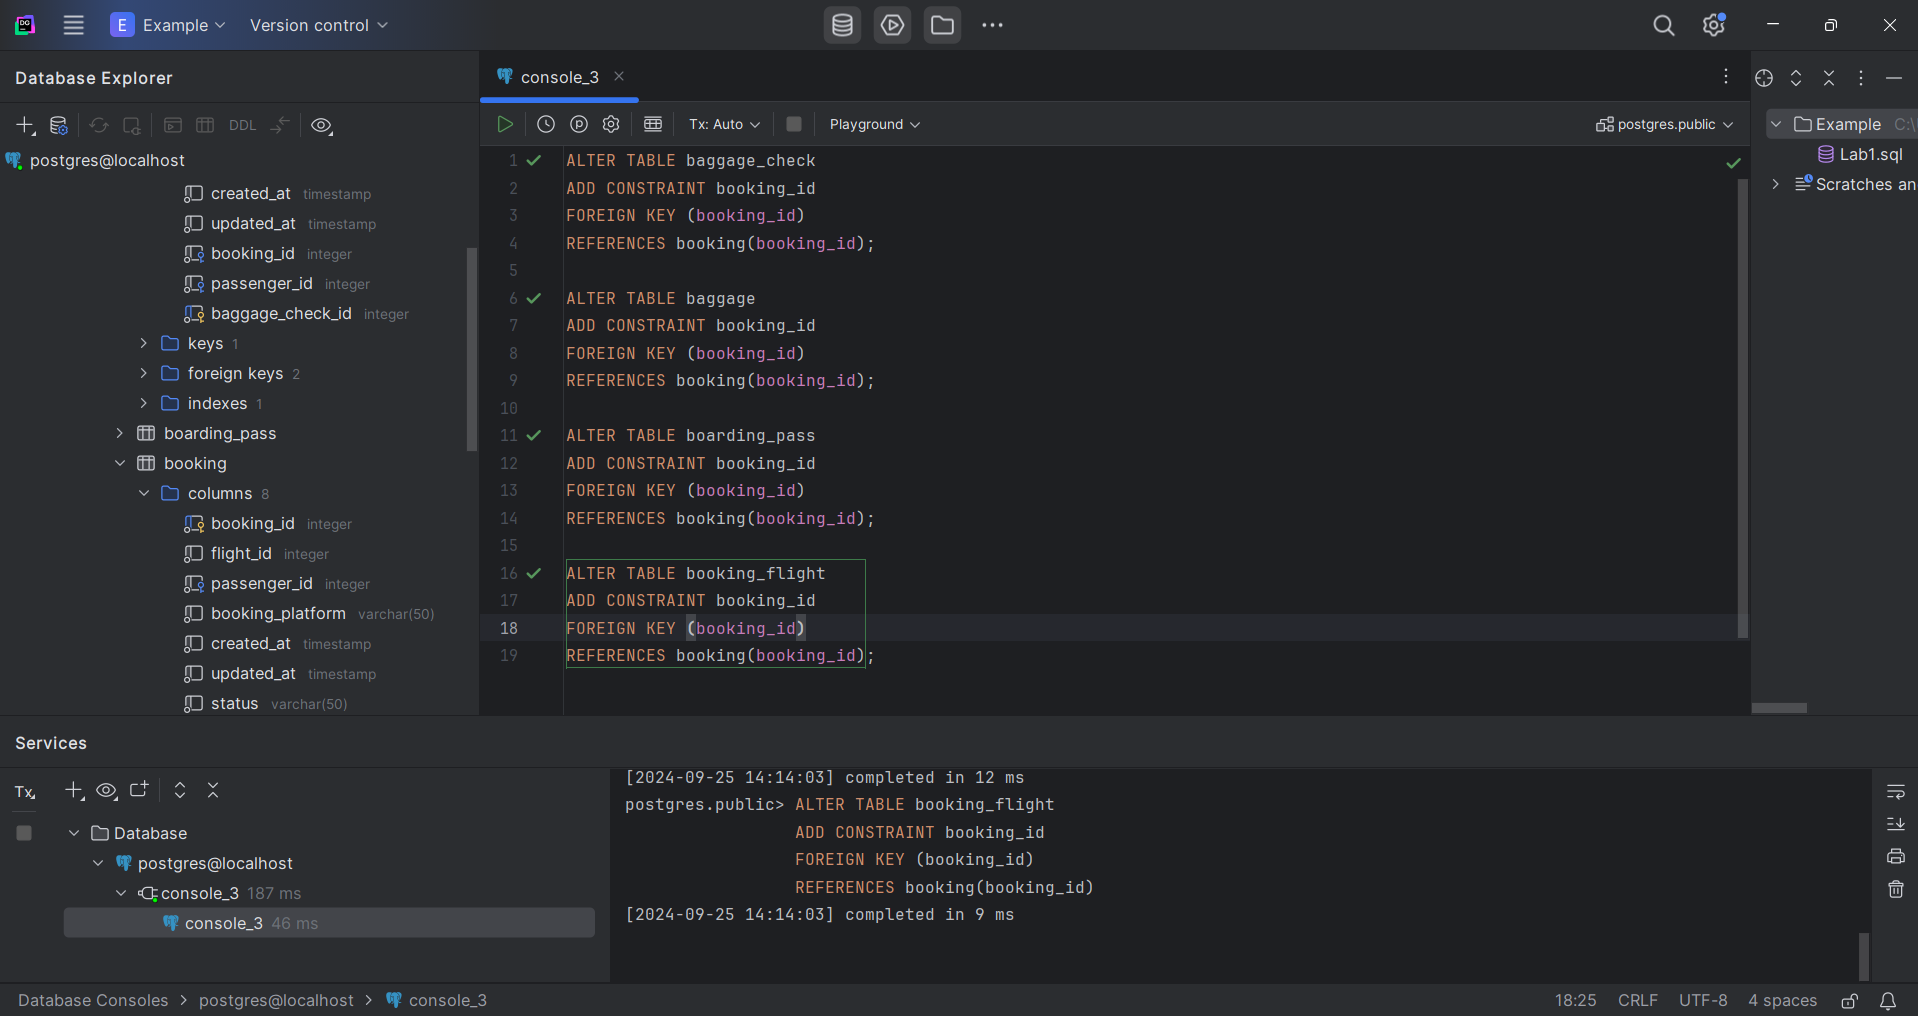 E Example Version control
Database Explorer
console_3
DDL
Tx: Auto Playground postgres.public
postgres@localhost
created_at timestamp
updated_at timestamp
booking_id integer
passenger_id integer
baggage_check_id integer
keys 1
foreign keys 2
indexes 1
boarding_pass
booking
columns 8
booking_id integer
flight_id integer
passenger_id integer
booking_platform varchar(50)
created_at timestamp
updated_at timestamp
status varchar(50)
1 ALTER TABLE baggage_check
2 ADD CONSTRAINT booking_id
3 FOREIGN KEY (booking_id)
4 REFERENCES booking(booking_id);
5
6 ALTER TABLE baggage
7 ADD CONSTRAINT booking_id
8 FOREIGN KEY (booking_id)
9 REFERENCES booking(booking_id);
10
11 ALTER TABLE boarding_pass
12 ADD CONSTRAINT booking_id
13 FOREIGN KEY (booking_id)
14 REFERENCES booking(booking_id);
15
16 ALTER TABLE booking_flight
17 ADD CONSTRAINT booking_id
18 FOREIGN KEY (booking_id)
19 REFERENCES booking(booking_id);
Example C:\
Lab1.sql
Scratches an
Services
Tx
Database
postgres@localhost
console_3 187 ms
console_3 46 ms
[2024-09-25 14:14:03] completed in 12 ms
postgres.public> ALTER TABLE booking_flight
ADD CONSTRAINT booking_id
FOREIGN KEY (booking_id)
REFERENCES booking(booking_id)
[2024-09-25 14:14:03] completed in 9 ms
Database Consoles > postgres@localhost > console_3
18:25 CRLF UTF-8 4 spaces